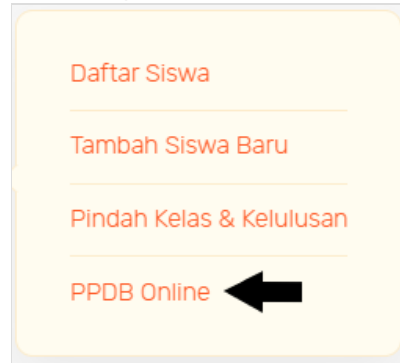 Daftar Siswa
Tambah Siswa Baru
Pindah Kelas & Kelulusan
PPDB Online